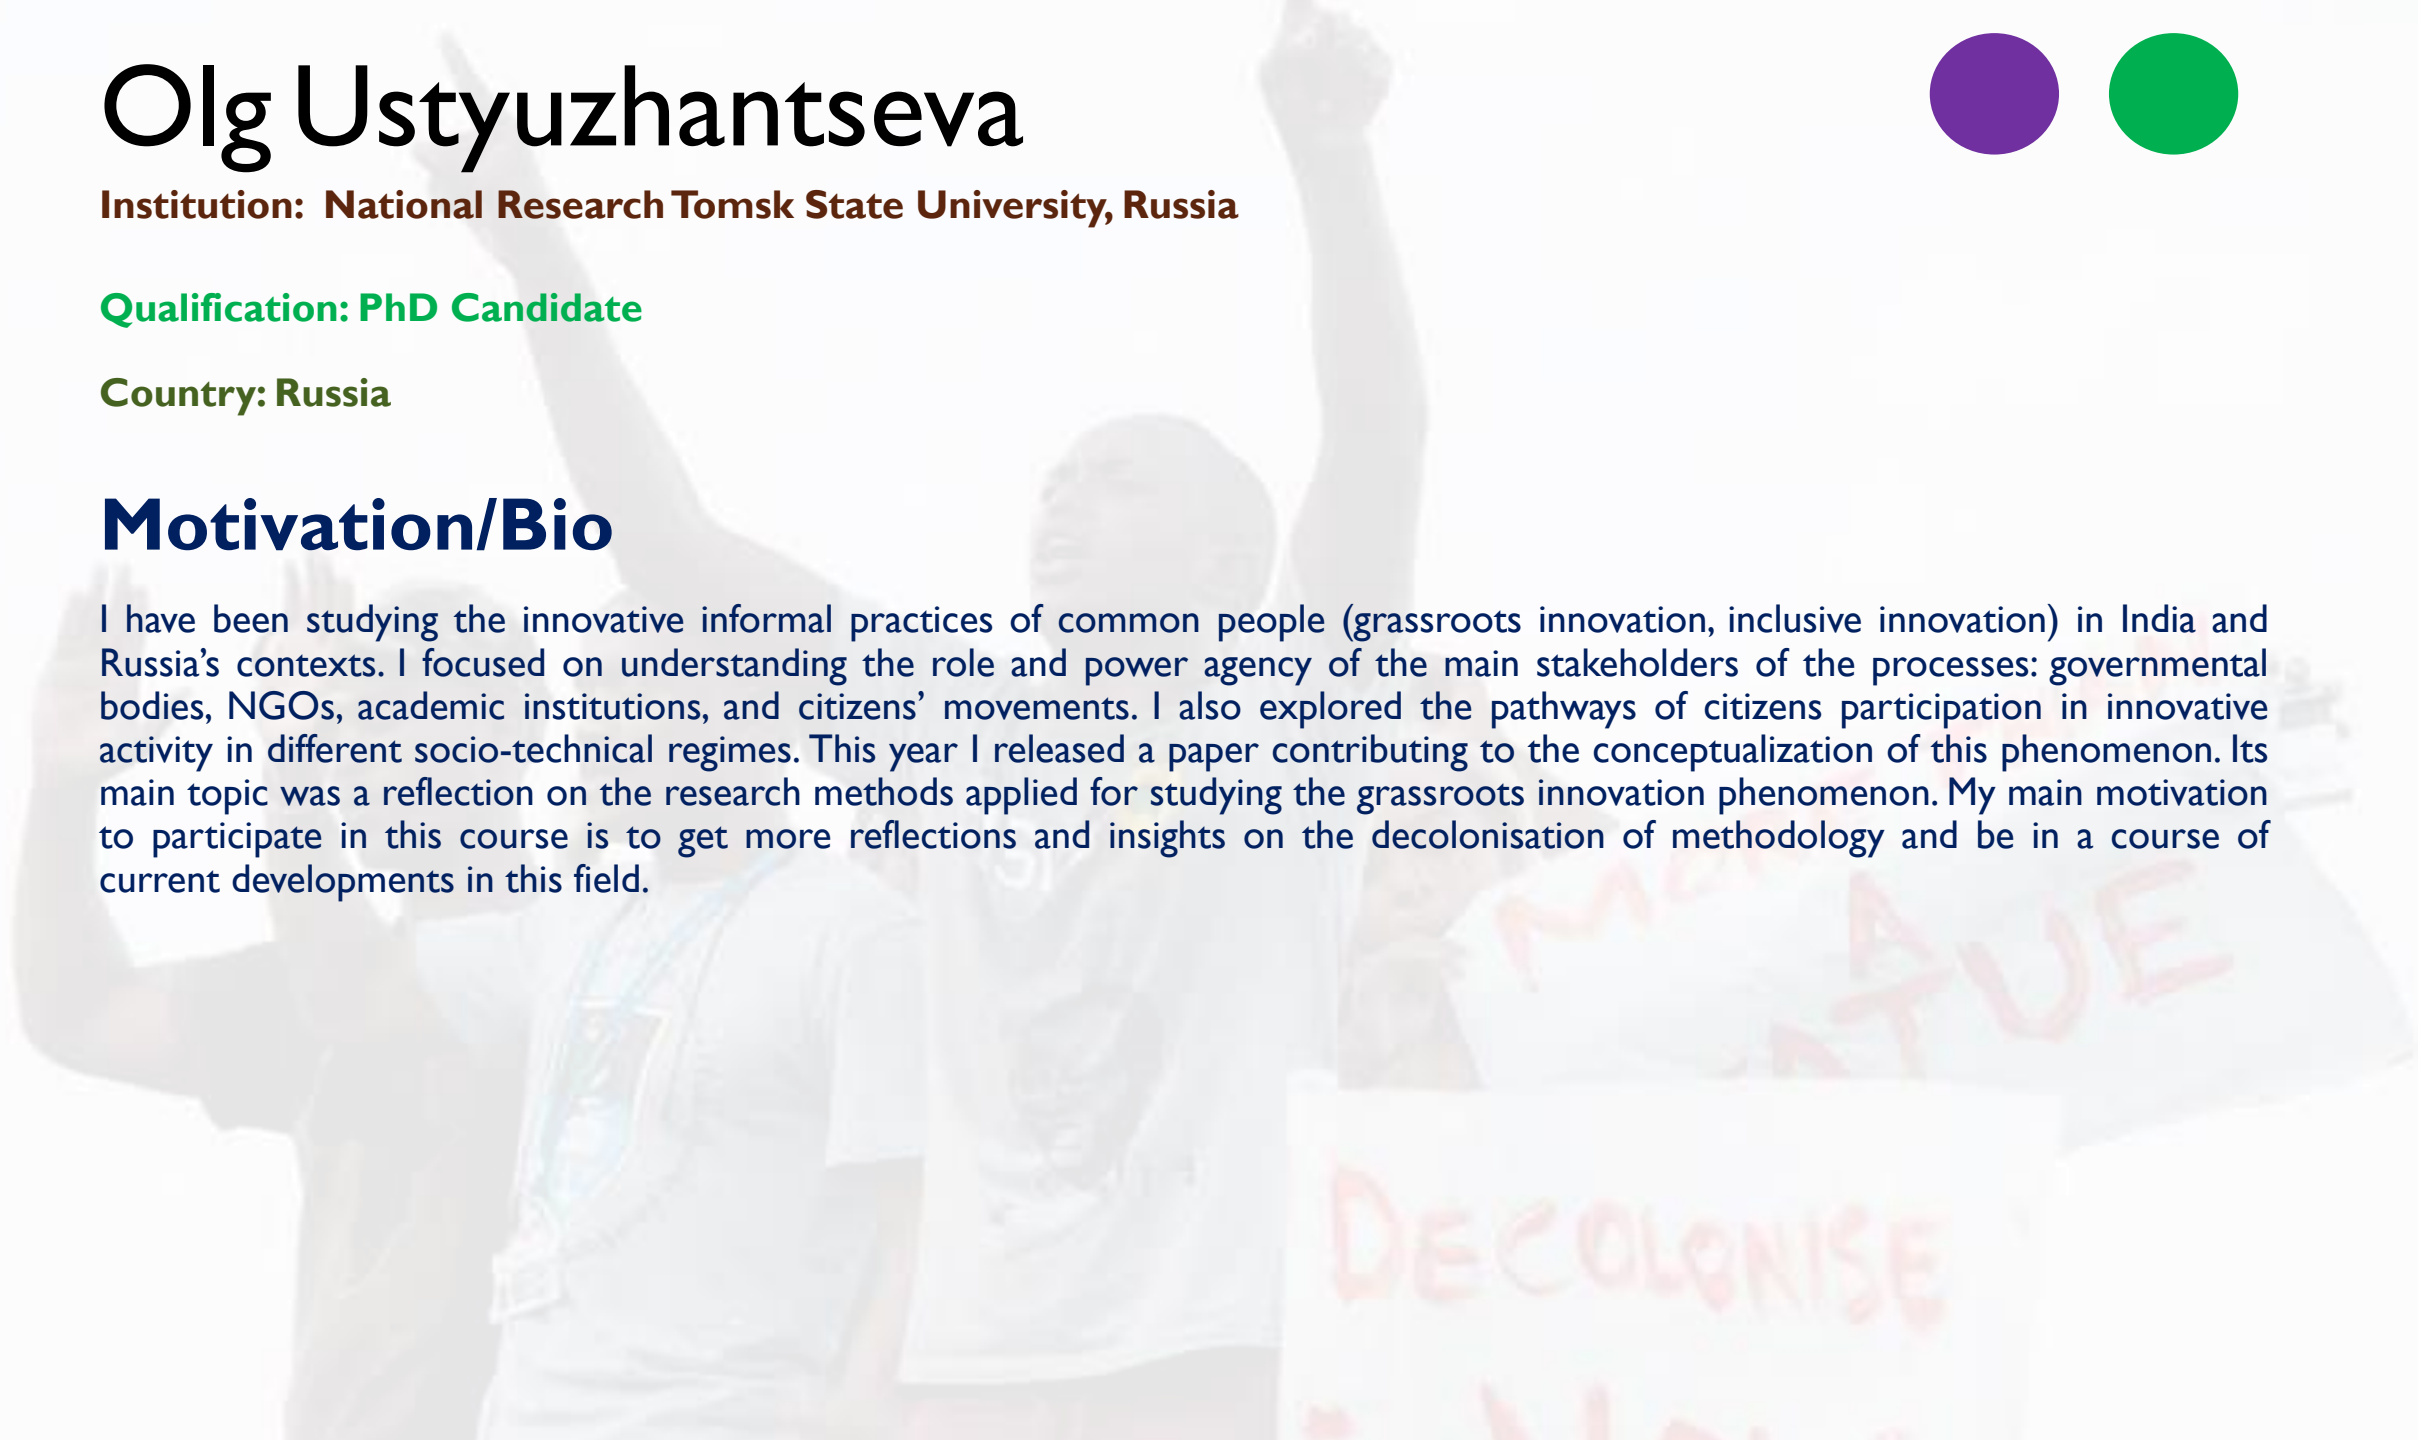 Olg Ustyuzhantseva
Institution: National Research Tomsk State University, Russia
Qualification: PhD Candidate
Country: Russia
Motivation/Bio
I have been studying the innovative informal practices of common people (grassroots innovation, inclusive innovation) in India and
Russia’s contexts. I focused on understanding the role and power agency of the main stakeholders of the processes: governmental
bodies, NGOs, academic institutions, and citizens’ movements. I also explored the pathways of citizens participation in innovative
activity in different socio-technical regimes. This year I released a paper contributing to the conceptualization of this phenomenon. Its
main topic was a reflection on the research methods applied for studying the grassroots innovation phenomenon. My main motivation
to participate in this course is to get more reflections and insights on the decolonisation of methodology and be in a course of
current developments in this field.
MORE THAN
A
DECOLONISE